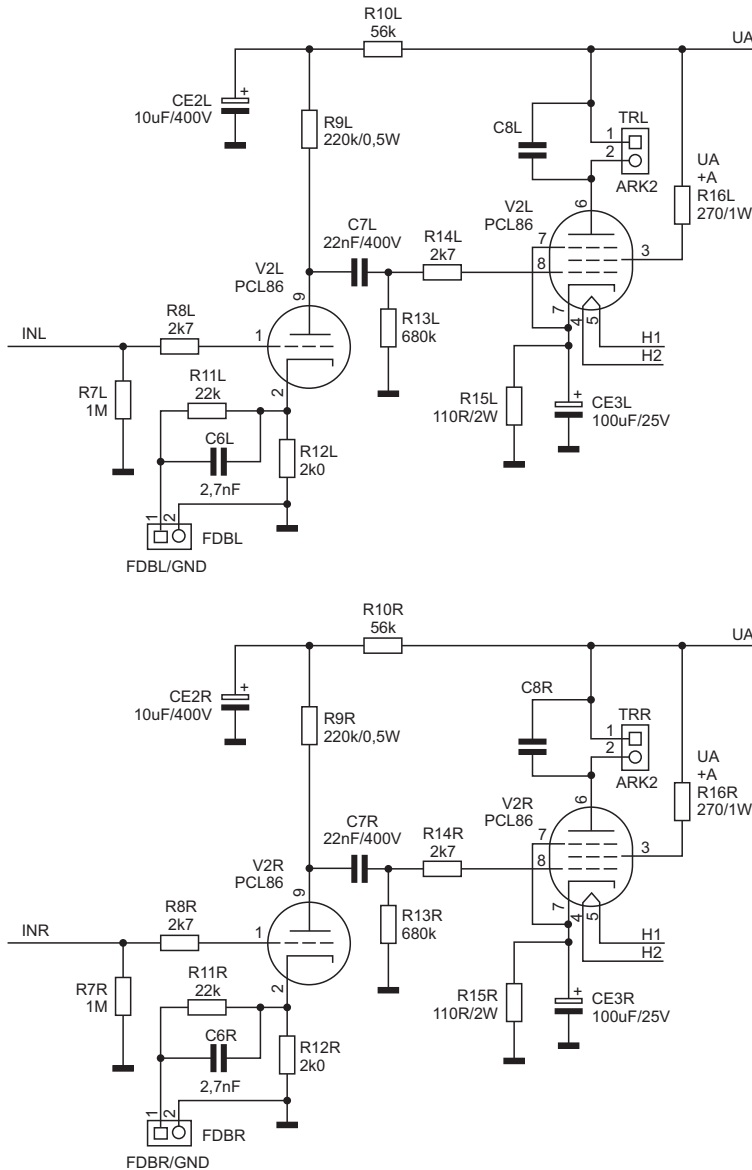 R10L
56k
UA
CE2L
10uF/400V
+
R9L
220k/0,5W
C8L
TRL
1
2
ARK2
UA
+A
R16L
270/1W
6
V2L
PCL86
7
8
3
C7L
22nF/400V
R14L
2k7
V2L
PCL86
9
R8L
2k7
INL
1
R13L
680k
7
4
5
H1
H2
R7L
1M
R11L
22k
2
R15L
110R/2W
+
CE3L
100uF/25V
C6L
2,7nF
R12L
2k0
1
2
FDBL
FDBL/GND
R10R
56k
UA
CE2R
10uF/400V
+
R9R
220k/0,5W
C8R
TRR
1
2
ARK2
UA
+A
R16R
270/1W
6
V2R
PCL86
7
8
3
C7R
22nF/400V
R14R
2k7
V2R
PCL86
9
R8R
2k7
INR
1
R13R
680k
7
4
5
H1
H2
R7R
1M
R11R
22k
2
R15R
110R/2W
+
CE3R
100uF/25V
C6R
2,7nF
R12R
2k0
1
2
FDBR
FDBR/GND